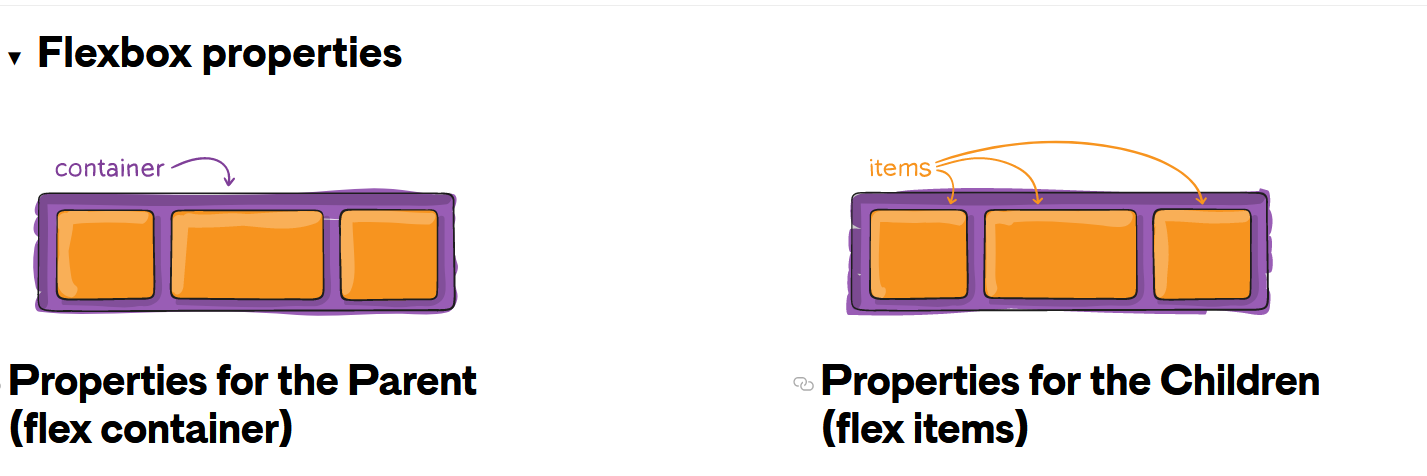 Flexbox properties
container
items
Properties for the Parent
(flex container)
Properties for the Children
(flex items)